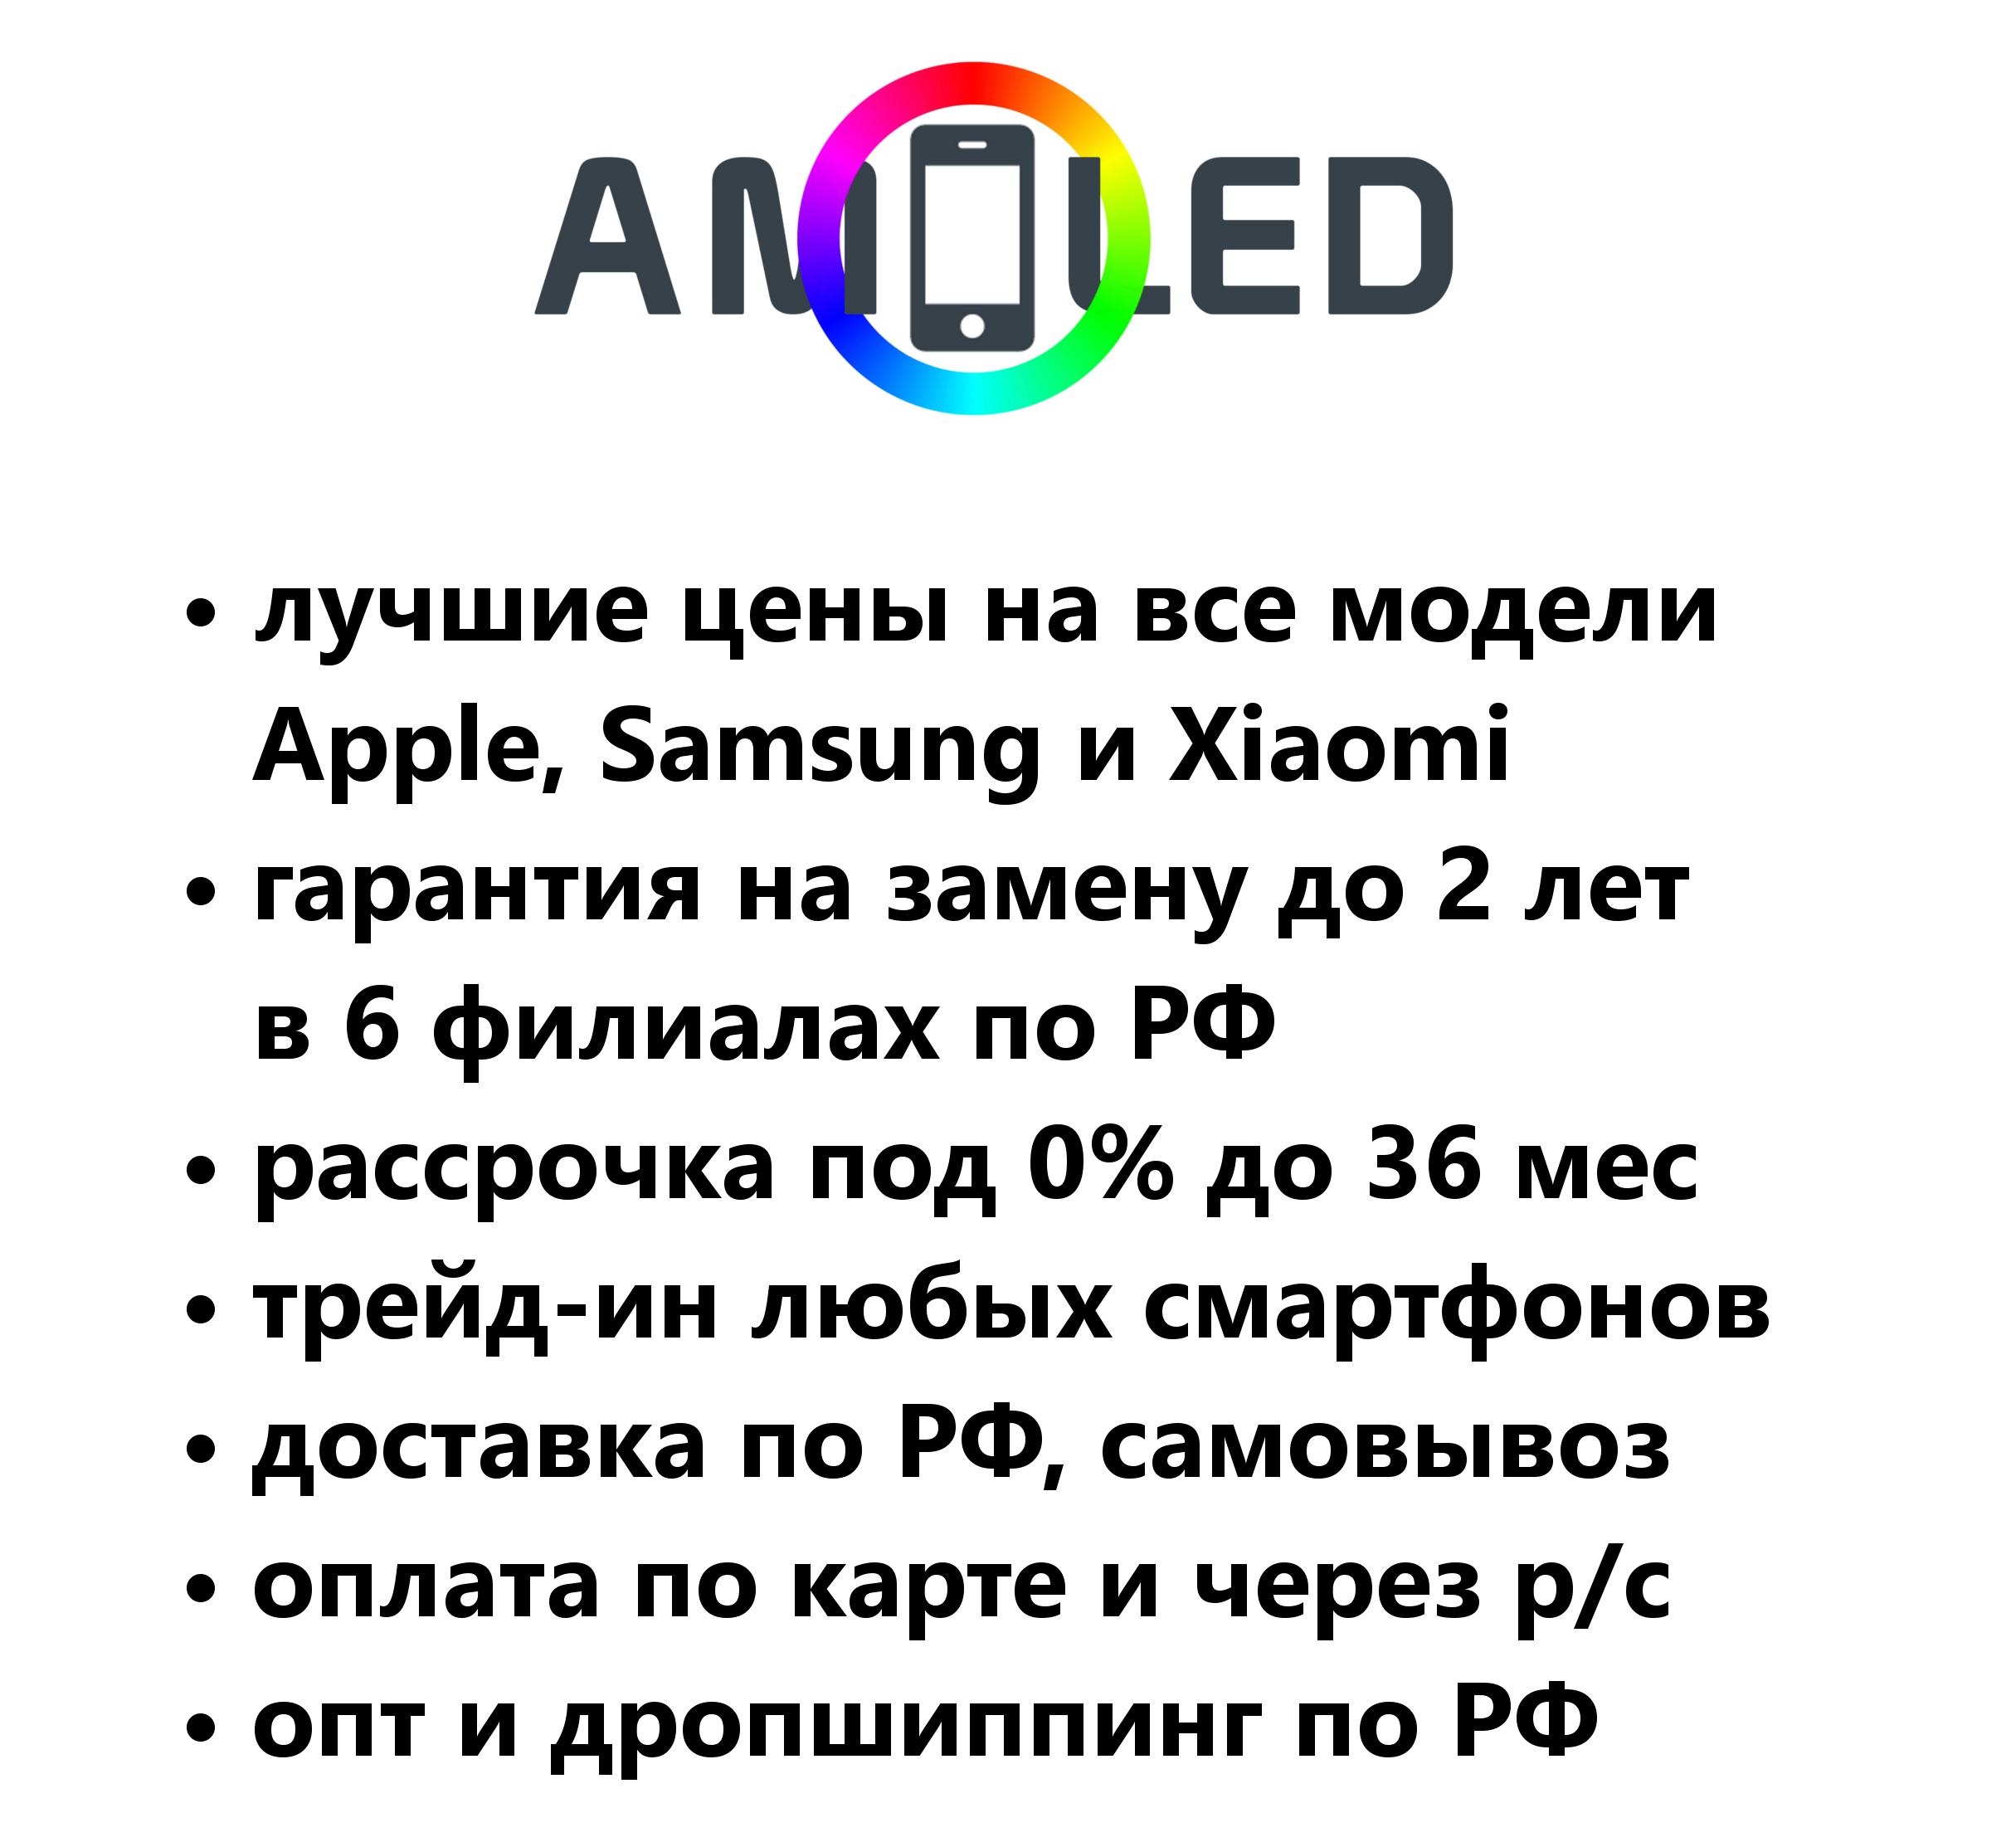 AMOLED
• лучшие цены на все модели
Apple, Samsung и Xiaomi
• гарантия на замену до 2 лет
в 6 филиалах по РФ
• рассрочка под 0% до 36 мес
• трейд-ин любых смартфонов
• доставка по РФ, самовывоз
• оплата по карте и через р/с
• опт и дропшиппинг по РФ